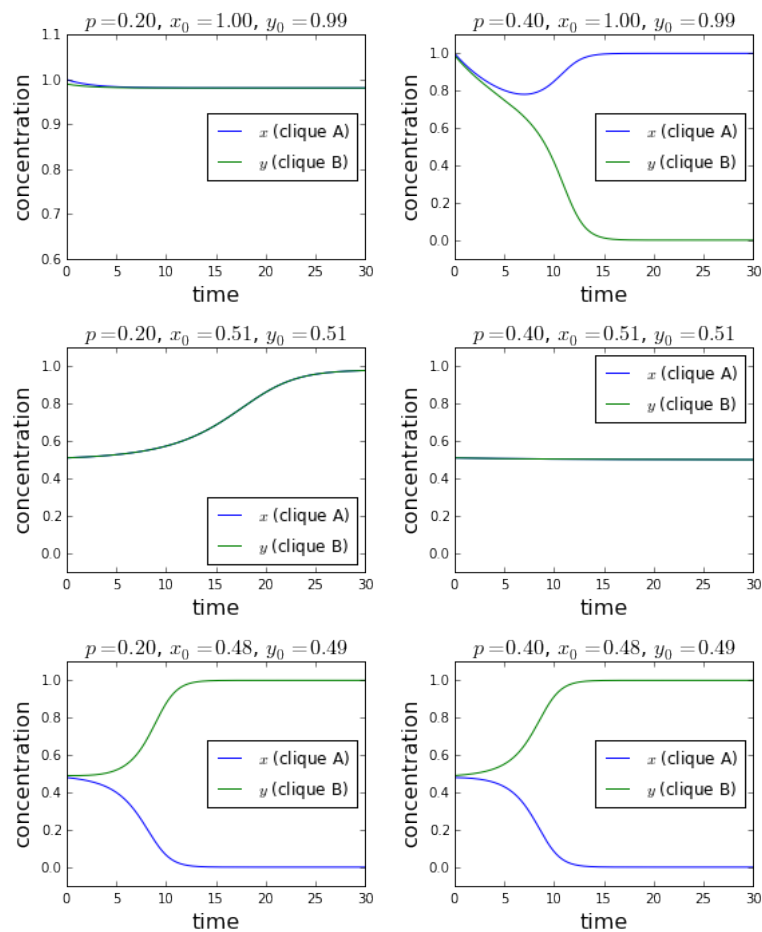 p = 0.20, x₀ = 1.00, y₀ = 0.99
1.1
1.0
0.9
0.8
0.7
0.6
concentration
x (clique A)
y (clique B)
0 5 10 15 20 25 30
time
p = 0.40, x₀ = 1.00, y₀ = 0.99
1.0
0.8
0.6
0.4
0.2
0.0
concentration
x (clique A)
y (clique B)
0 5 10 15 20 25 30
time
p = 0.20, x₀ = 0.51, y₀ = 0.51
1.0
0.8
0.6
0.4
0.2
0.0
concentration
x (clique A)
y (clique B)
0 5 10 15 20 25 30
time
p = 0.40, x₀ = 0.51, y₀ = 0.51
1.0
0.8
0.6
0.4
0.2
0.0
concentration
x (clique A)
y (clique B)
0 5 10 15 20 25 30
time
p = 0.20, x₀ = 0.48, y₀ = 0.49
1.0
0.8
0.6
0.4
0.2
0.0
concentration
x (clique A)
y (clique B)
0 5 10 15 20 25 30
time
p = 0.40, x₀ = 0.48, y₀ = 0.49
1.0
0.8
0.6
0.4
0.2
0.0
concentration
x (clique A)
y (clique B)
0 5 10 15 20 25 30
time